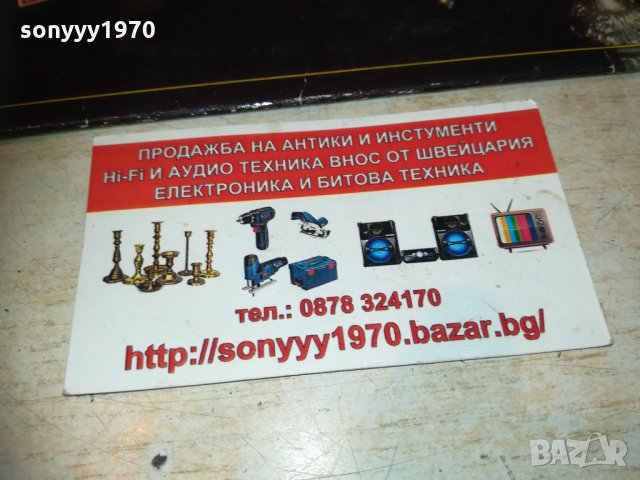 sonyyy1970
ПРОДАЖБА НА АНТИКИ И ИНСТУМЕНТИ
Hi-Fi И АУДИО ТЕХНИКА ВНОС ОТ ШВЕЙЦАРИЯ
ЕЛЕКТРОНИКА И БИТОВА ТЕХНИКА
тел.: 0878 324170
http://sonyyy1970.bazar.bg/
BAZAR
bg